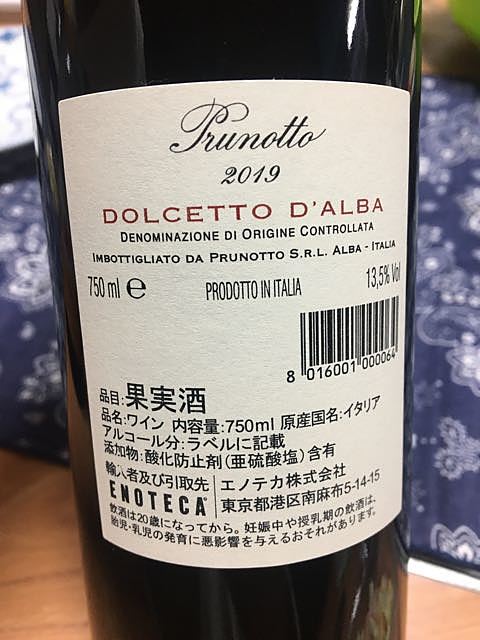 Prunotto
2019
DOLCETTO D'ALBA
DENOMINAZIONE DI ORIGINE CONTROLLATA
IMBOTTIGLIATO DA PRUNOTTO S.R.L. ALBA - ITALIA
750 ml ℮ PRODOTTO IN ITALIA 13,5% Vol
8 016001 000064
品目:果実酒
品名:ワイン 内容量:750ml 原産国名:イタリア
アルコール分:ラベルに記載
添加物:酸化防止剤(亜硫酸塩)含有
輸入者及び引取先 エノテカ株式会社
ENOTECA 東京都港区南麻布5-14-15
飲酒は20歳になってから。妊娠中や授乳期の飲酒は、
胎児・乳児の発育に悪影響を与えるおそれがあります。